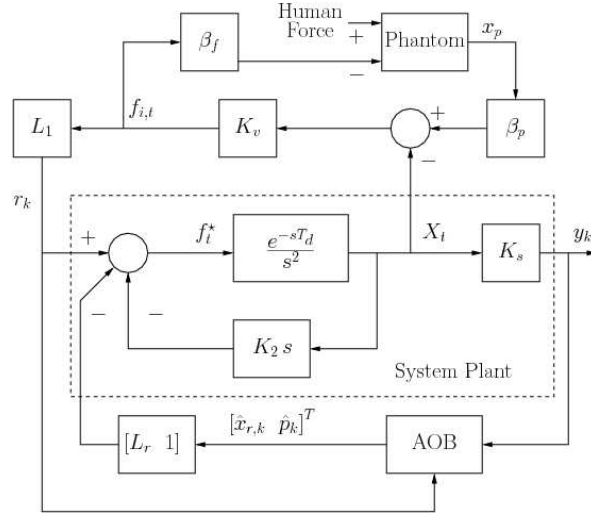 Human
Force
+
−
Phantom
x_p
β_f
f_{i,t}
L_1
K_v
+
−
β_p
r_k
+
−
−
f_t^⋆
e^{-sT_d}
s^2
X_t
K_s
y_k
K_2 s
System Plant
[L_r 1]
[x̂_{r,k} p̂_k]^T
AOB